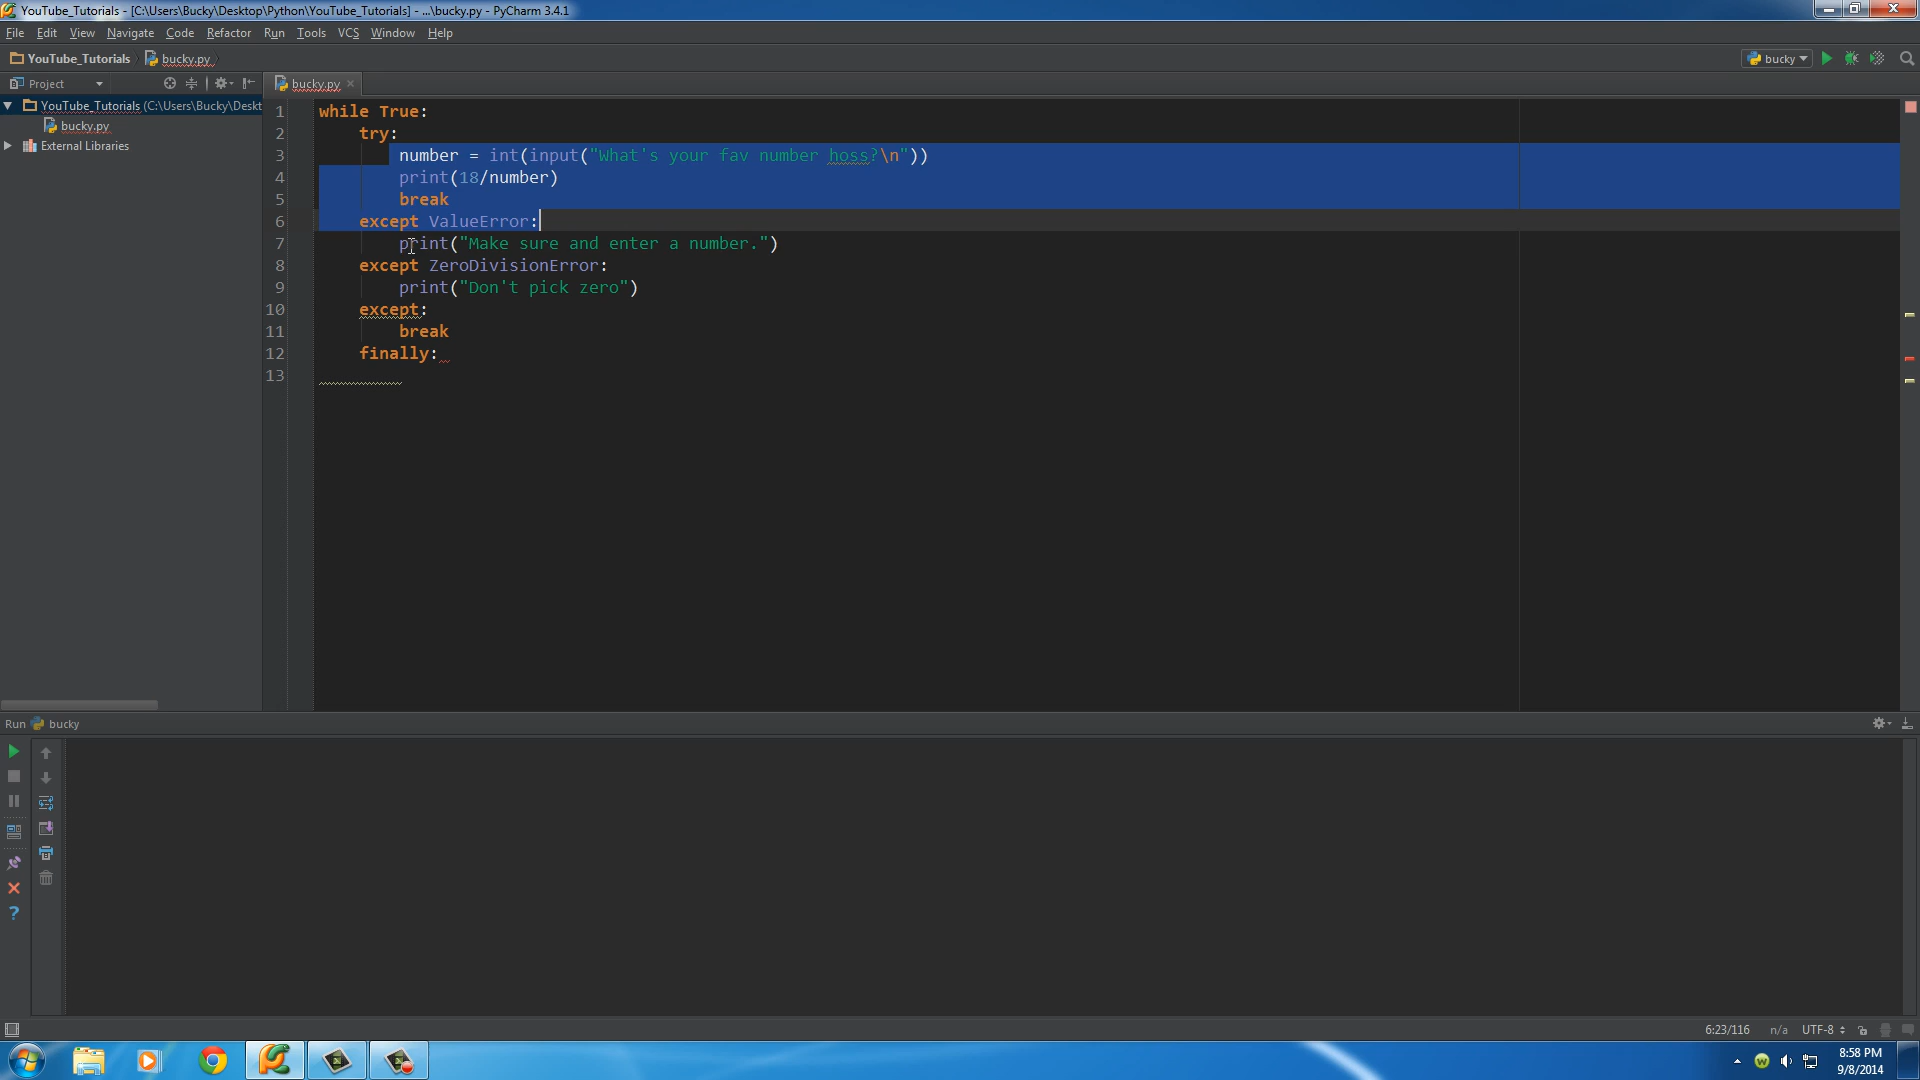 YouTube_Tutorials - [C:\Users\Bucky\Desktop\Python\YouTube_Tutorials] - ...\bucky.py - PyCharm 3.4.1
File Edit View Navigate Code Refactor Run Tools VCS Window Help
YouTube_Tutorials bucky.py bucky
Project bucky.py
YouTube_Tutorials (C:\Users\Bucky\Deskt
bucky.py
External Libraries
1 while True:
2 try:
3 number = int(input("What's your fav number hoss?\n"))
4 print(18/number)
5 break
6 except ValueError:
7 print("Make sure and enter a number.")
8 except ZeroDivisionError:
9 print("Don't pick zero")
10 except:
11 break
12 finally:
13
Run bucky
6:23/116 n/a UTF-8
8:58 PM
9/8/2014